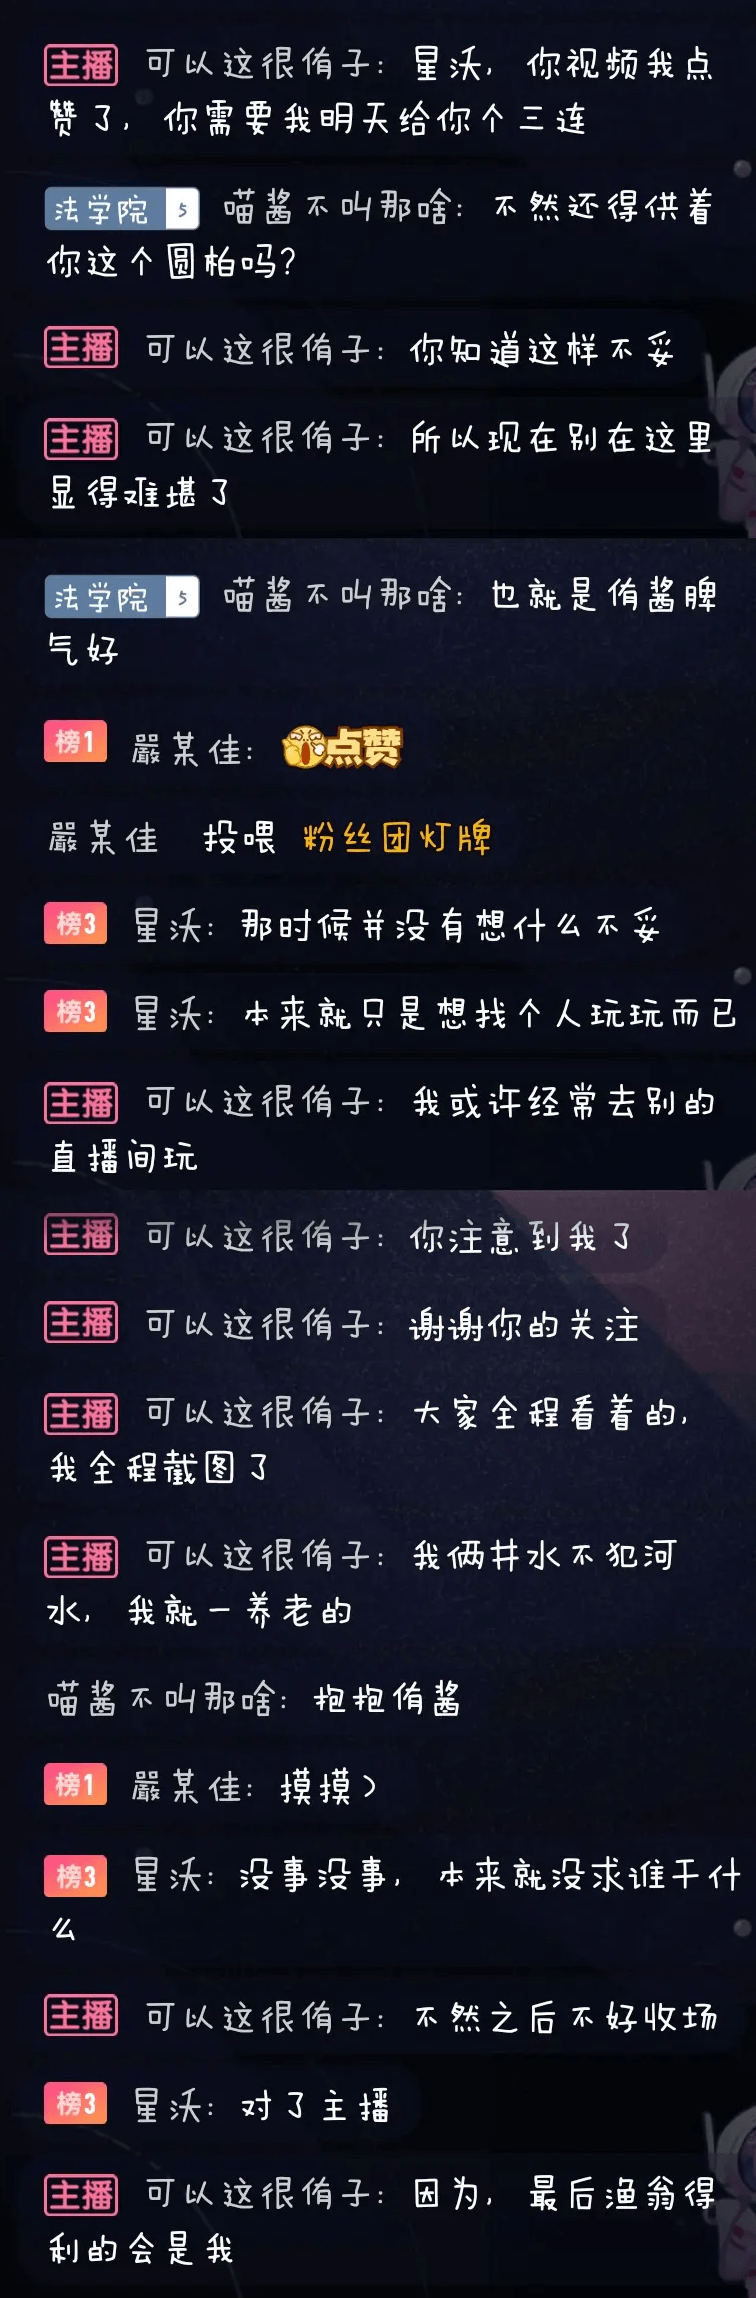 主播 可以这很侑子：星沃，你视频我点
赞了，你需要我明天给你个三连
法学院 5 喵酱不叫那啥：不然还得供着
你这个圆柏吗？
主播 可以这很侑子：你知道这样不妥
主播 可以这很侑子：所以现在别在这里
显得难堪了
法学院 5 喵酱不叫那啥：也就是侑酱脾
气好
榜1 嚴某佳：点赞
嚴某佳 投喂 粉丝团灯牌
榜3 星沃：那时候并没有想什么不妥
榜3 星沃：本来就只是想找个人玩玩而已
主播 可以这很侑子：我或许经常去别的
直播间玩
主播 可以这很侑子：你注意到我了
主播 可以这很侑子：谢谢你的关注
主播 可以这很侑子：大家全程看着的，
我全程截图了
主播 可以这很侑子：我俩井水不犯河
水，我就一养老的
喵酱不叫那啥：抱抱侑酱
榜1 嚴某佳：摸摸）
榜3 星沃：没事没事，本来就没求谁干什
么
主播 可以这很侑子：不然之后不好收场
榜3 星沃：对了主播
主播 可以这很侑子：因为，最后渔翁得
利的会是我